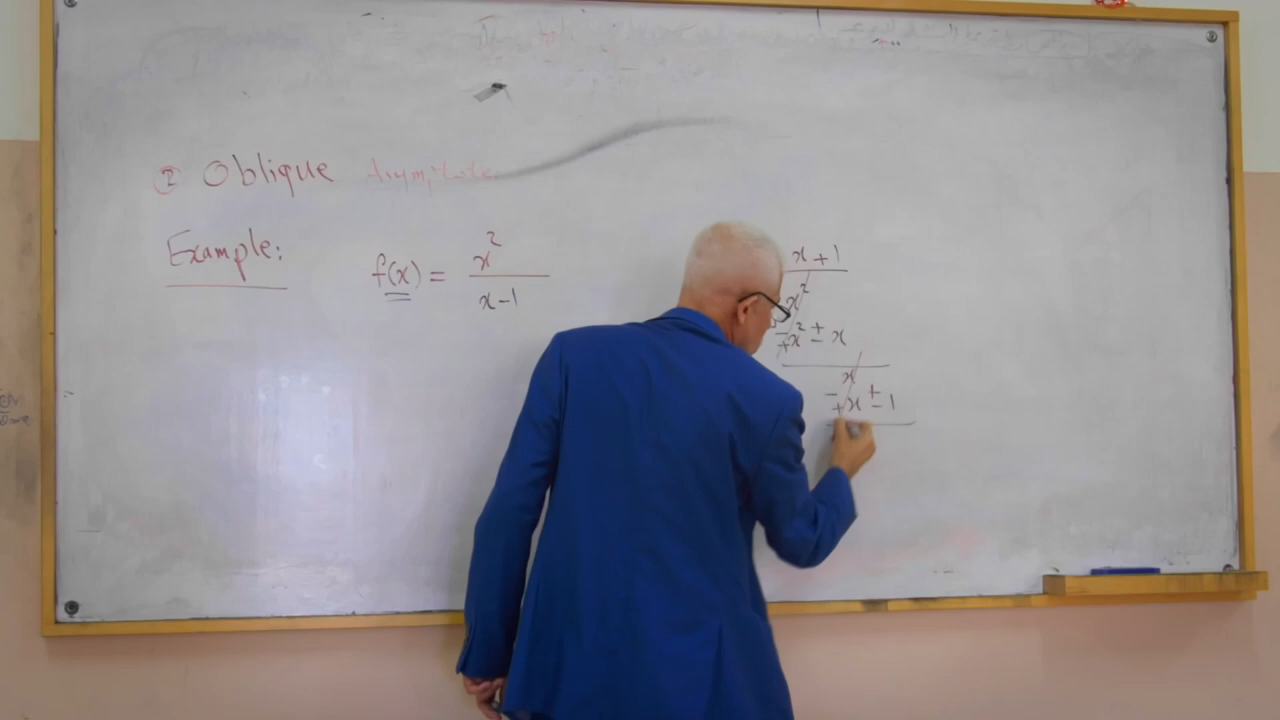 ② Oblique Asymptote
Example: f(x) = x² / x-1
x + 1
x²
∓x² ± x
x
∓x ± 1